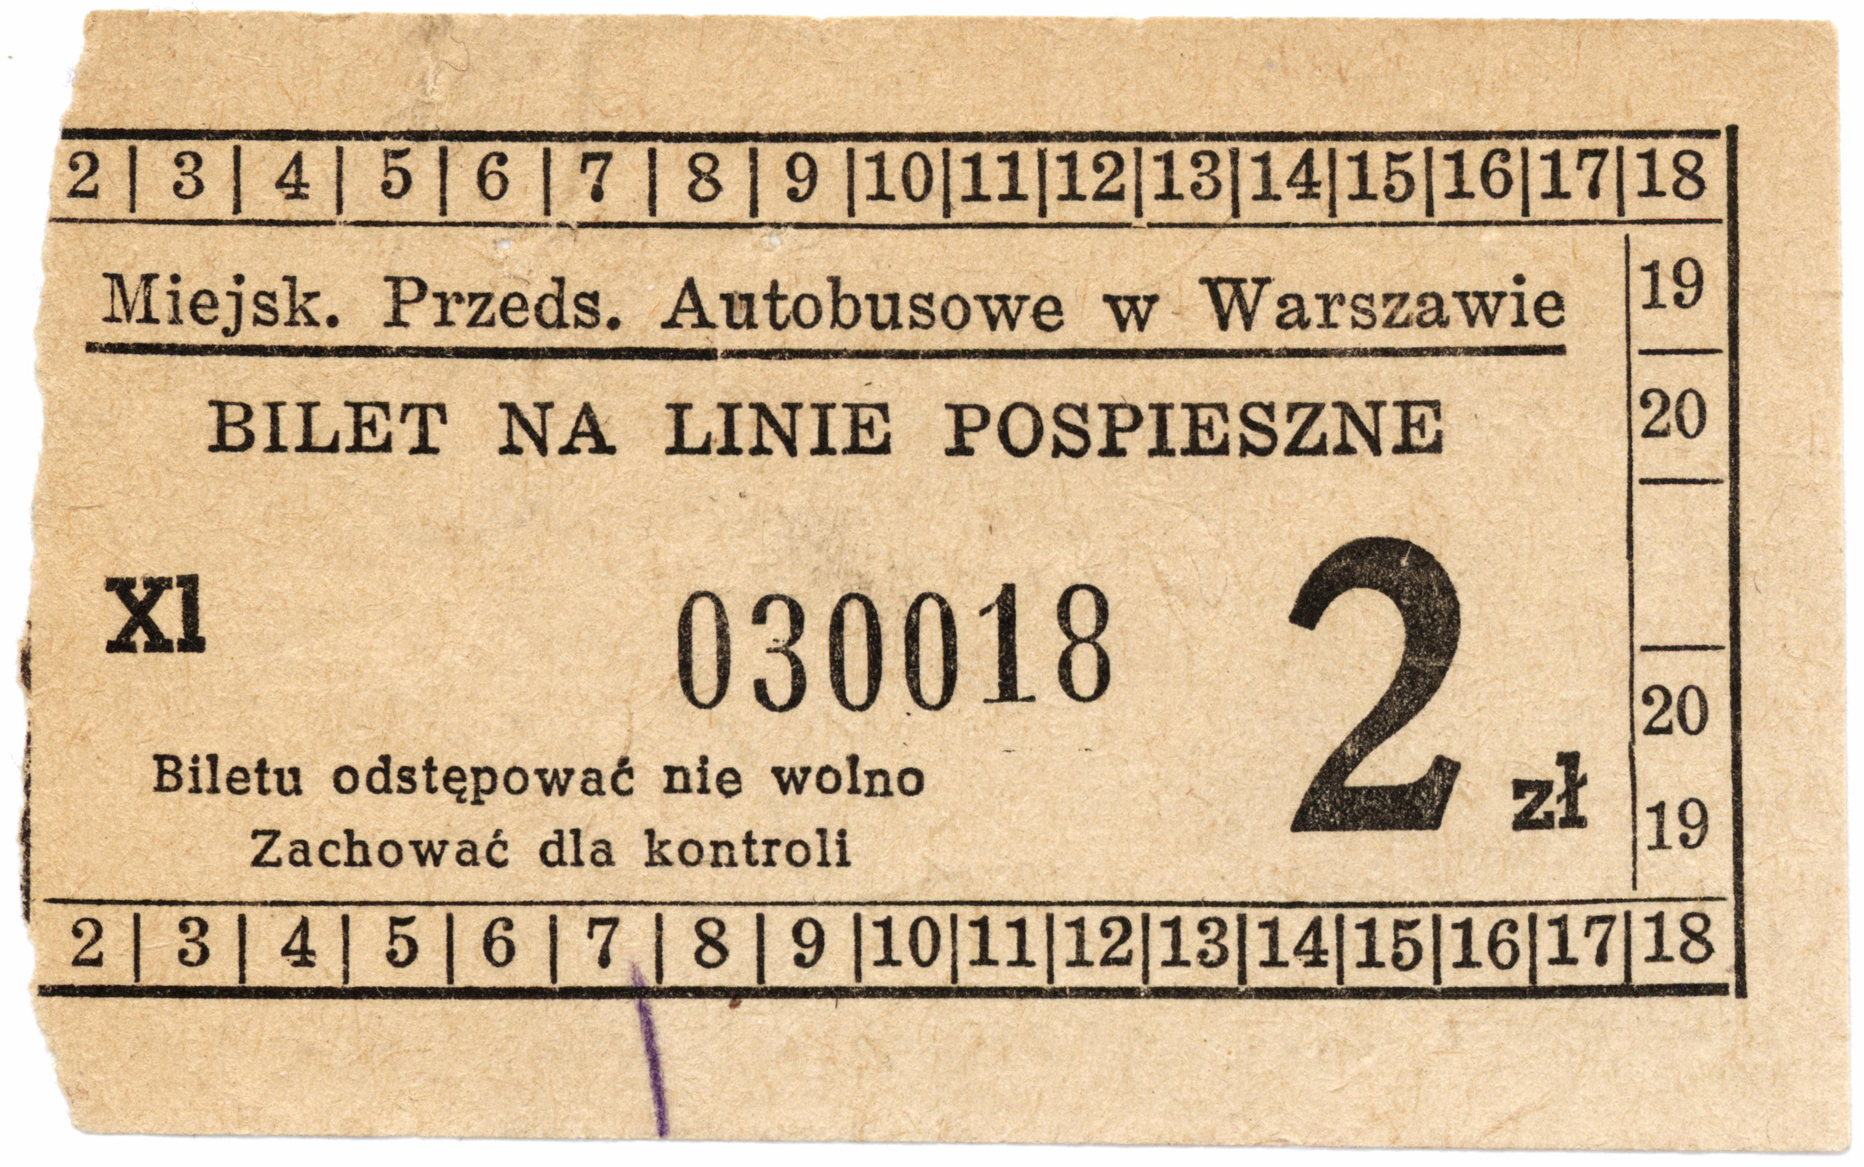 2 | 3 | 4 | 5 | 6 | 7 | 8 | 9 |10|11|12|13|14|15|16|17|18
19
Miejsk. Przeds. Autobusowe w Warszawie
20
BILET NA LINIE POSPIESZNE
Xl 030018 2 zł
20
Biletu odstępować nie wolno
19
Zachować dla kontroli
2 | 3 | 4 | 5 | 6 | 7 | 8 | 9 |10|11|12|13|14|15|16|17|18